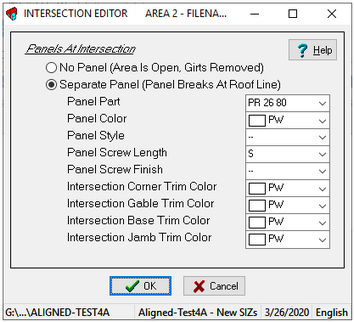 INTERSECTION EDITOR AREA 2 - FILENA...
Panels At Intersection
Help
No Panel (Area Is Open, Girts Removed)
Separate Panel (Panel Breaks At Roof Line)
Panel Part PR 26 80
Panel Color PW
Panel Style --
Panel Screw Length S
Panel Screw Finish --
Intersection Corner Trim Color PW
Intersection Gable Trim Color PW
Intersection Base Trim Color PW
Intersection Jamb Trim Color PW
OK Cancel
G:\...\ALIGNED-TEST4A Aligned-Test4A - New SIZs 3/26/2020 English